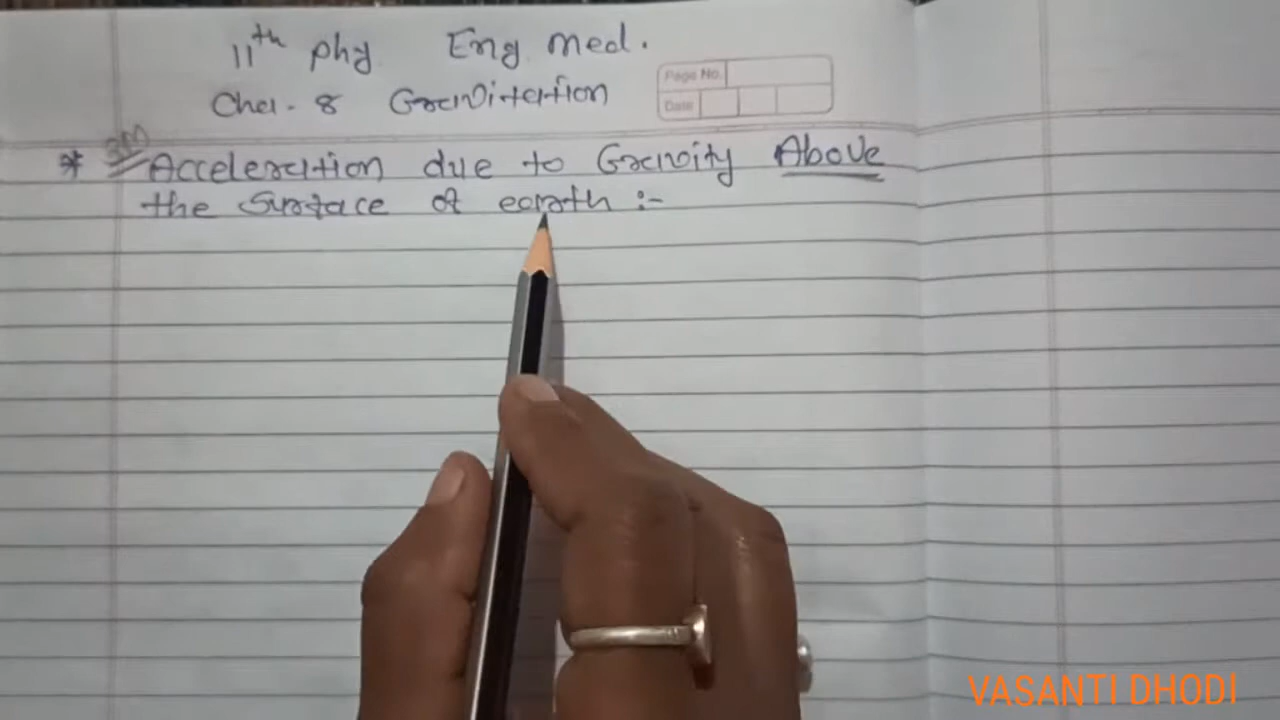 11th phy Eng med.
Cha. 8 Gravitation
Page No.
Date
* 3M Acceleration due to Gravity Above
the Surface of earth :-
VASANTI DHODI